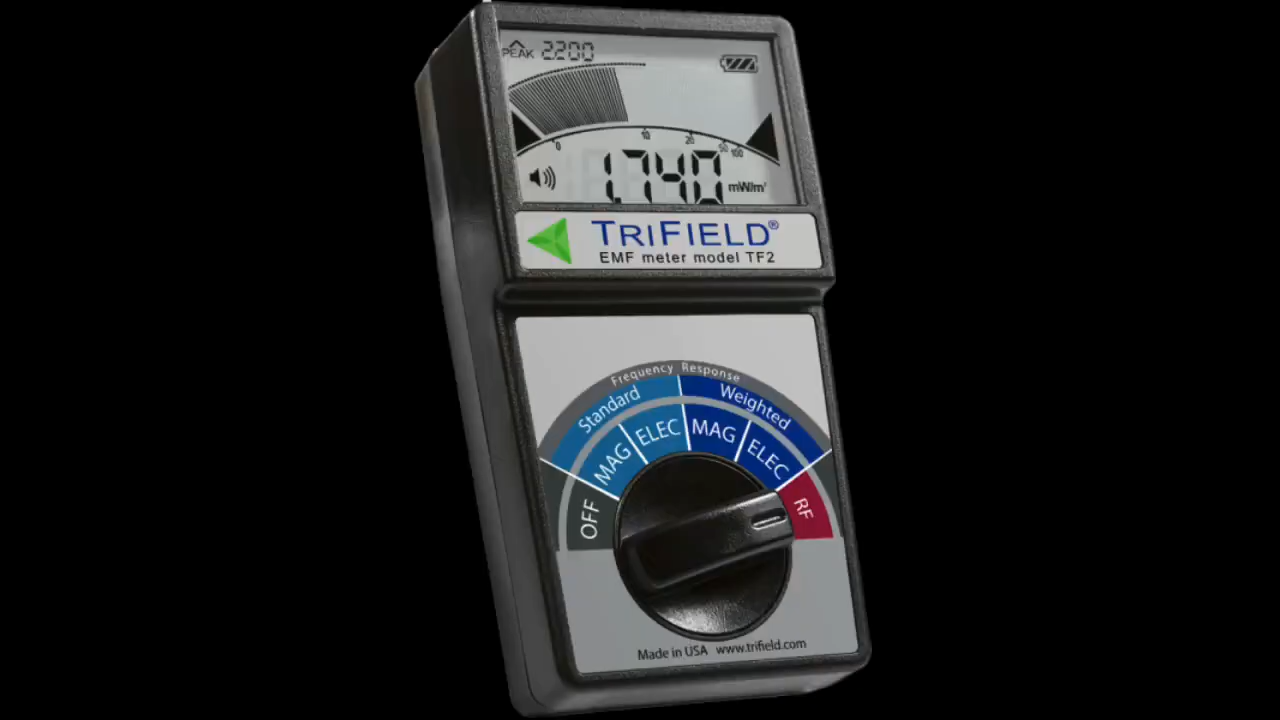 PEAK 2200
0 10 20 50 100
1.740 mW/m²
TRIFIELD®
EMF meter model TF2
Frequency Response
Standard Weighted
OFF MAG ELEC MAG ELEC RF
Made in USA www.trifield.com